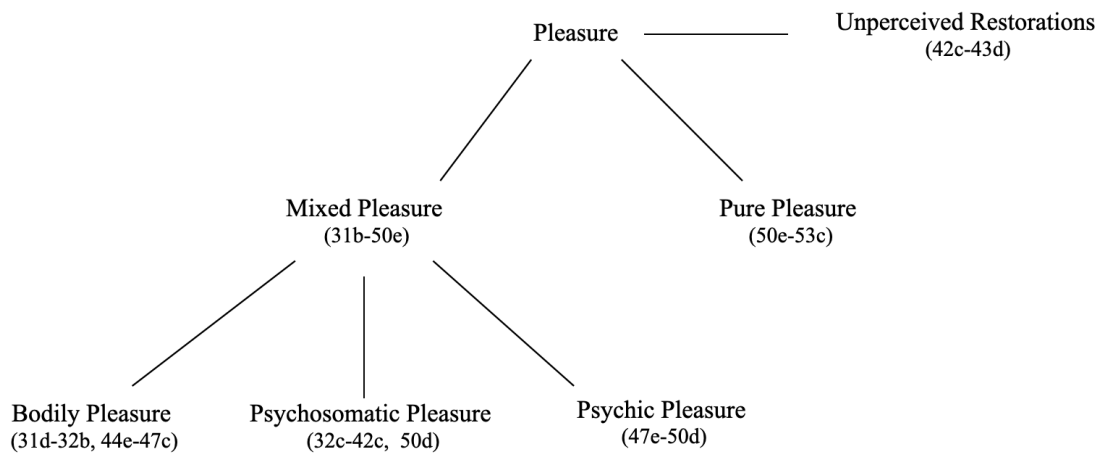 Pleasure
Unperceived Restorations
(42c-43d)
Mixed Pleasure
(31b-50e)
Pure Pleasure
(50e-53c)
Bodily Pleasure
(31d-32b, 44e-47c)
Psychosomatic Pleasure
(32c-42c, 50d)
Psychic Pleasure
(47e-50d)